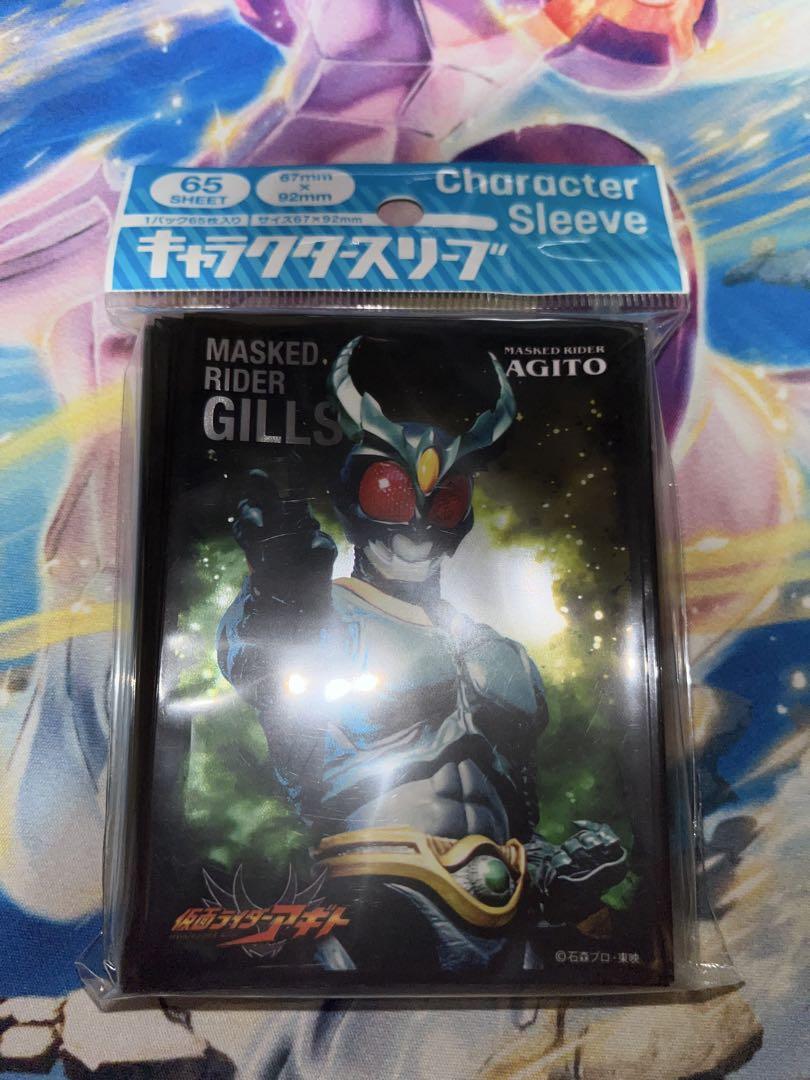 65
SHEET
67mm
×
92mm
Character
Sleeve
1パック65枚入り
サイズ67×92mm
キャラクタースリーブ
MASKED
RIDER
GILLS
MASKED RIDER
AGITO
仮面ライダーアギト
©石森プロ・東映